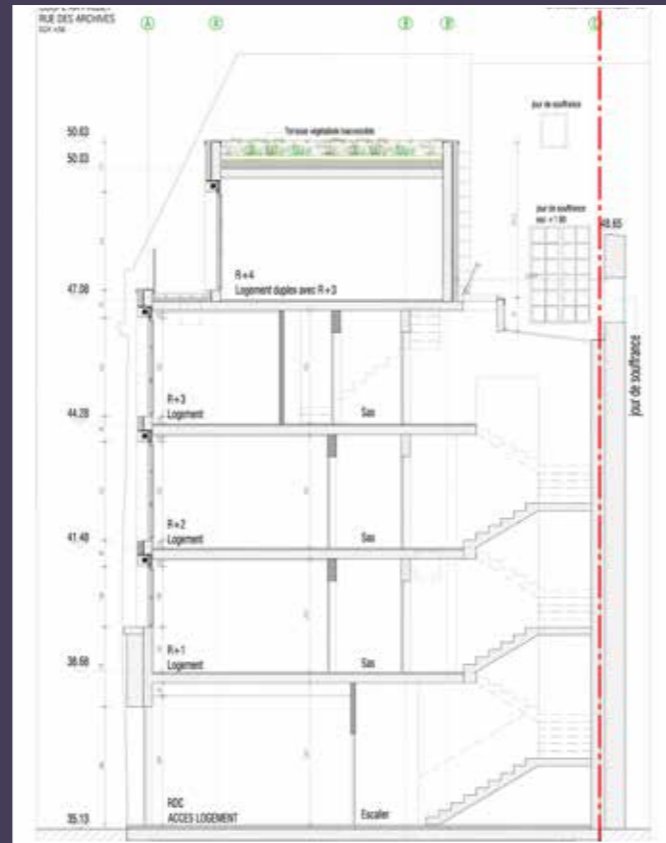 RUE DES ARCHIVES
A
A'
B
B'
C
50.63
50.03
47.08
44.28
41.48
38.68
35.13
Terrasse végétalisée inaccessible
jour de souffrance
jour de souffrance
48.65
jour de souffrance
R+4
Logement duplex avec R+3
R+3
Logement
Sas
R+2
Logement
Sas
R+1
Logement
Sas
RDC
ACCES LOGEMENT
Escalier